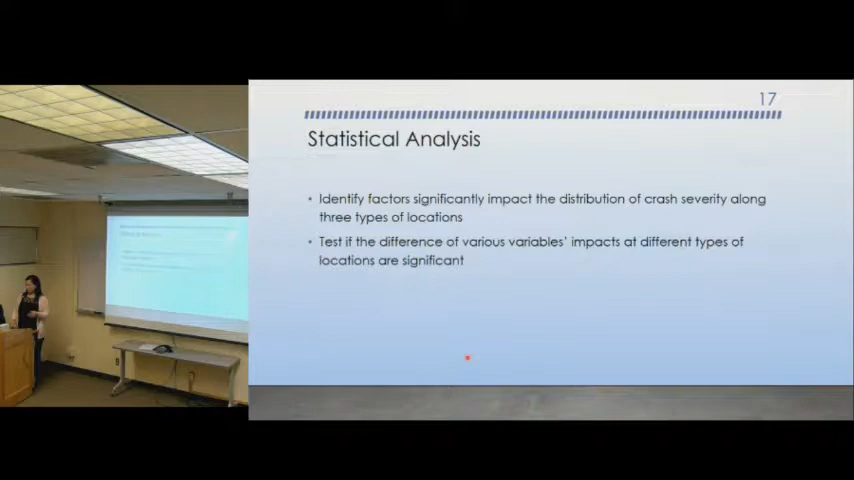 17
Statistical Analysis
Identify factors significantly impact the distribution of crash severity along
three types of locations
Test if the difference of various variables' impacts at different types of
locations are significant